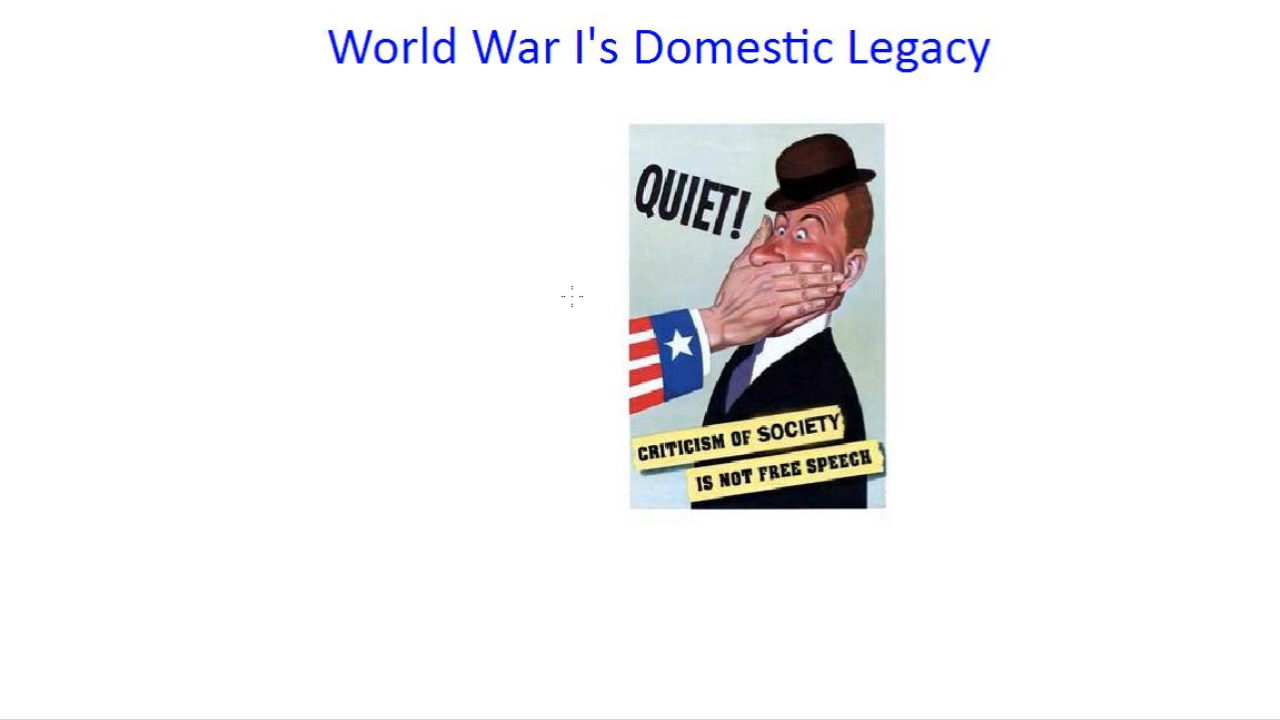 World War I's Domestic Legacy
QUIET!
CRITICISM OF SOCIETY
IS NOT FREE SPEECH